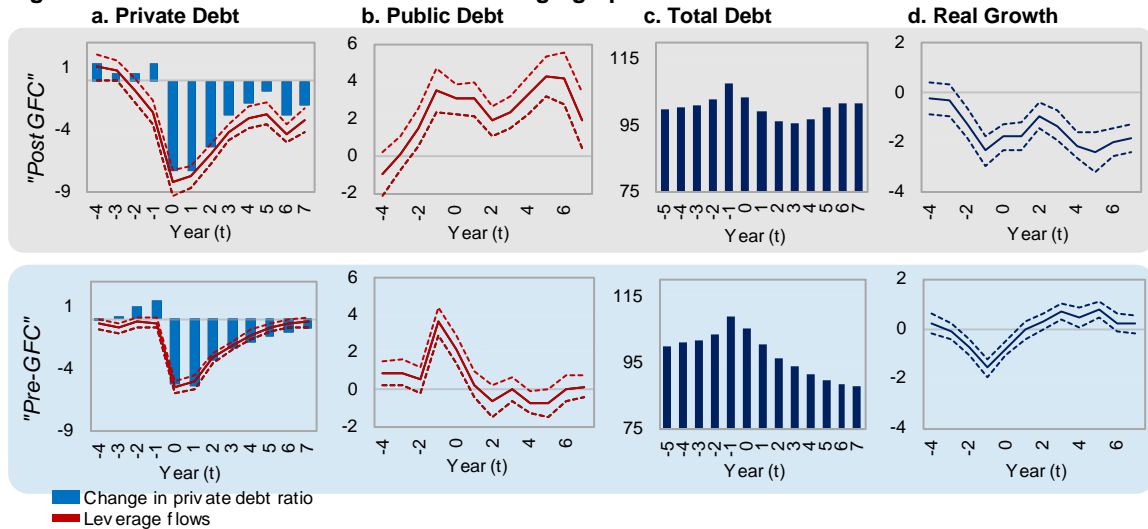 a. Private Debt b. Public Debt c. Total Debt d. Real Growth
"Post GFC"
1
-4
-9
-4 -3 -2 -1 0 1 2 3 4 5 6 7
Year (t)
6
4
2
0
-2
-4 -2 0 2 4 6
Year (t)
115
95
75
-5 -4 -3 -2 -1 0 1 2 3 4 5 6 7
Year (t)
2
0
-2
-4
-4 -2 0 2 4 6
Year (t)
"Pre-GFC"
1
-4
-9
-4 -3 -2 -1 0 1 2 3 4 5 6 7
Year (t)
6
4
2
0
-2
-4 -2 0 2 4 6
Year (t)
115
95
75
-5 -4 -3 -2 -1 0 1 2 3 4 5 6 7
Year (t)
2
0
-2
-4
-4 -2 0 2 4 6
Year (t)
Change in private debt ratio
Leverage flows